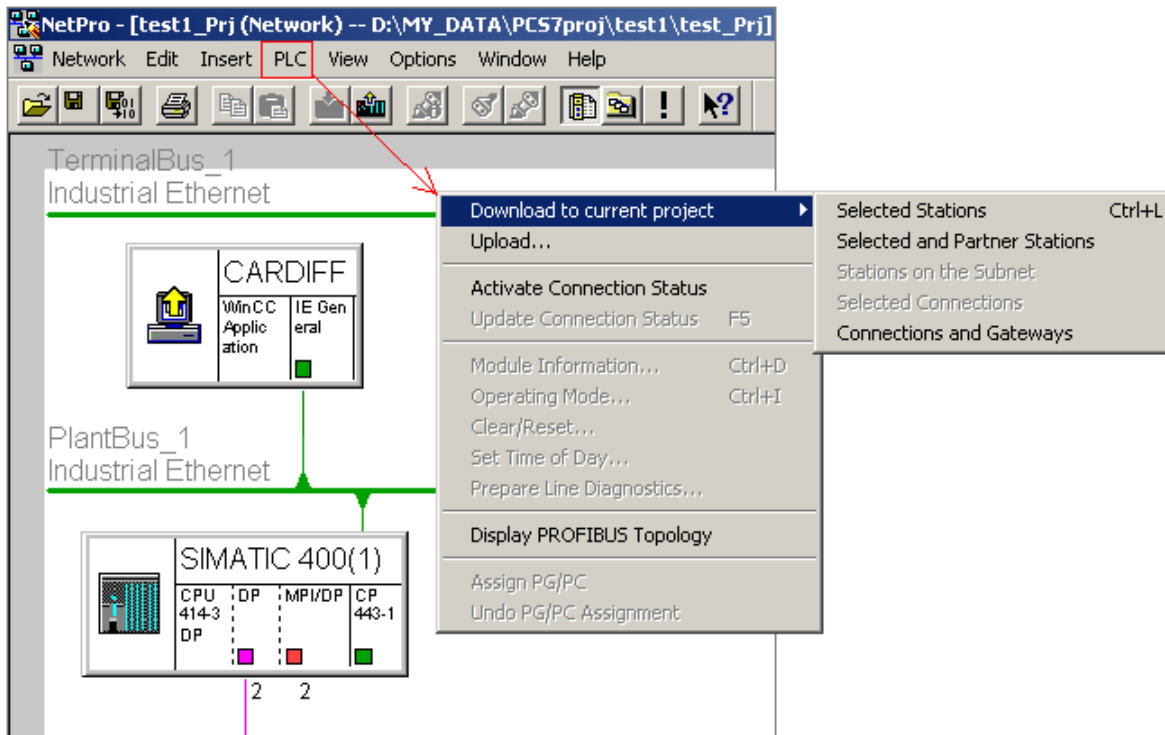 NetPro - [test1_Prj (Network) -- D:\MY_DATA\PCS7proj\test1\test_Prj]
Network Edit Insert PLC View Options Window Help
TerminalBus_1
Industrial Ethernet
CARDIFF
WinCC
Applic
ation
IE Gen
eral
PlantBus_1
Industrial Ethernet
SIMATIC 400(1)
CPU
414-3
DP
DP
MPI/DP
CP
443-1
2
2
Download to current project
Upload...
Activate Connection Status
Update Connection Status F5
Module Information... Ctrl+D
Operating Mode... Ctrl+I
Clear/Reset...
Set Time of Day...
Prepare Line Diagnostics...
Display PROFIBUS Topology
Assign PG/PC
Undo PG/PC Assignment
Selected Stations Ctrl+L
Selected and Partner Stations
Stations on the Subnet
Selected Connections
Connections and Gateways